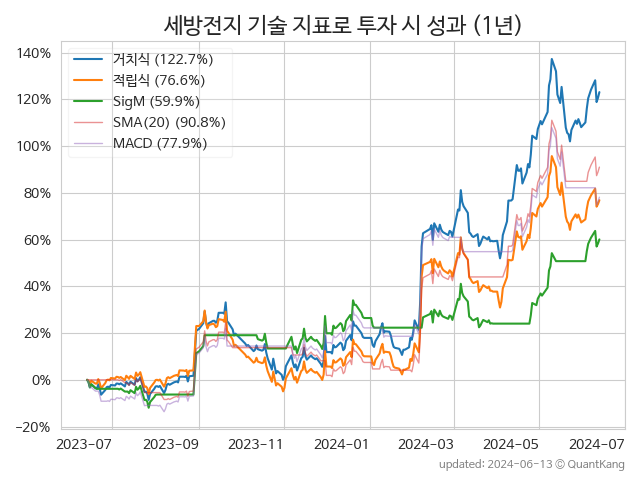 세방전지 기술 지표로 투자 시 성과 (1년)
140%
120%
100%
80%
60%
40%
20%
0%
−20%
거치식 (122.7%)
적립식 (76.6%)
SigM (59.9%)
SMA(20) (90.8%)
MACD (77.9%)
2023-07
2023-09
2023-11
2024-01
2024-03
2024-05
2024-07
updated: 2024-06-13 © QuantKang